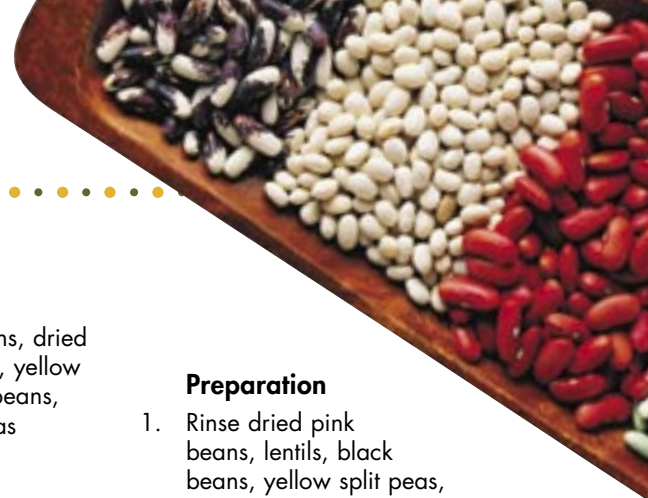 ns, dried
, yellow
beans,
as
Preparation
1. Rinse dried pink
beans, lentils, black
beans, yellow split peas,